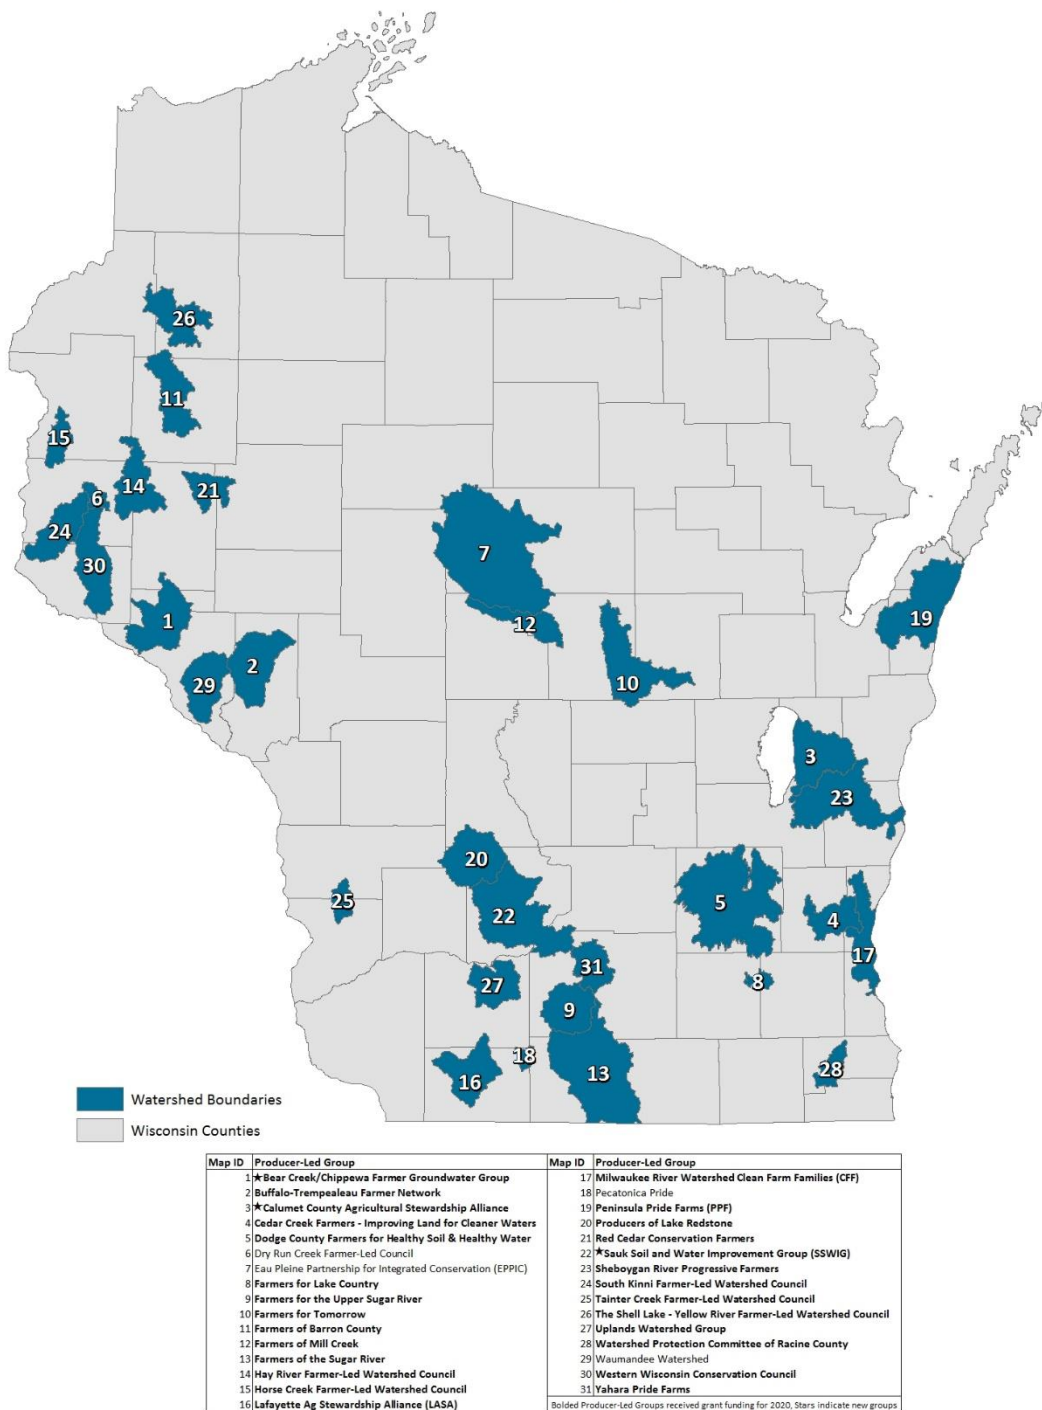 26
11
15
14
21
6
24
30
7
12
19
1
2
29
10
3
23
20
5
25
22
4
17
31
27
8
9
18
16
13
28
Watershed Boundaries
Wisconsin Counties
Map ID Producer-Led Group
1 ★Bear Creek/Chippewa Farmer Groundwater Group
2 Buffalo-Trempealeau Farmer Network
3 ★Calumet County Agricultural Stewardship Alliance
4 Cedar Creek Farmers - Improving Land for Cleaner Waters
5 Dodge County Farmers for Healthy Soil & Healthy Water
6 Dry Run Creek Farmer-Led Council
7 Eau Pleine Partnership for Integrated Conservation (EPPIC)
8 Farmers for Lake Country
9 Farmers for the Upper Sugar River
10 Farmers for Tomorrow
11 Farmers of Barron County
12 Farmers of Mill Creek
13 Farmers of the Sugar River
14 Hay River Farmer-Led Watershed Council
15 Horse Creek Farmer-Led Watershed Council
16 Lafayette Ag Stewardship Alliance (LASA)
Map ID Producer-Led Group
17 Milwaukee River Watershed Clean Farm Families (CFF)
18 Pecatonica Pride
19 Peninsula Pride Farms (PPF)
20 Producers of Lake Redstone
21 Red Cedar Conservation Farmers
22 ★Sauk Soil and Water Improvement Group (SSWIG)
23 Sheboygan River Progressive Farmers
24 South Kinni Farmer-Led Watershed Council
25 Tainter Creek Farmer-Led Watershed Council
26 The Shell Lake - Yellow River Farmer-Led Watershed Council
27 Uplands Watershed Group
28 Watershed Protection Committee of Racine County
29 Waumandee Watershed
30 Western Wisconsin Conservation Council
31 Yahara Pride Farms
Bolded Producer-Led Groups received grant funding for 2020, Stars indicate new groups